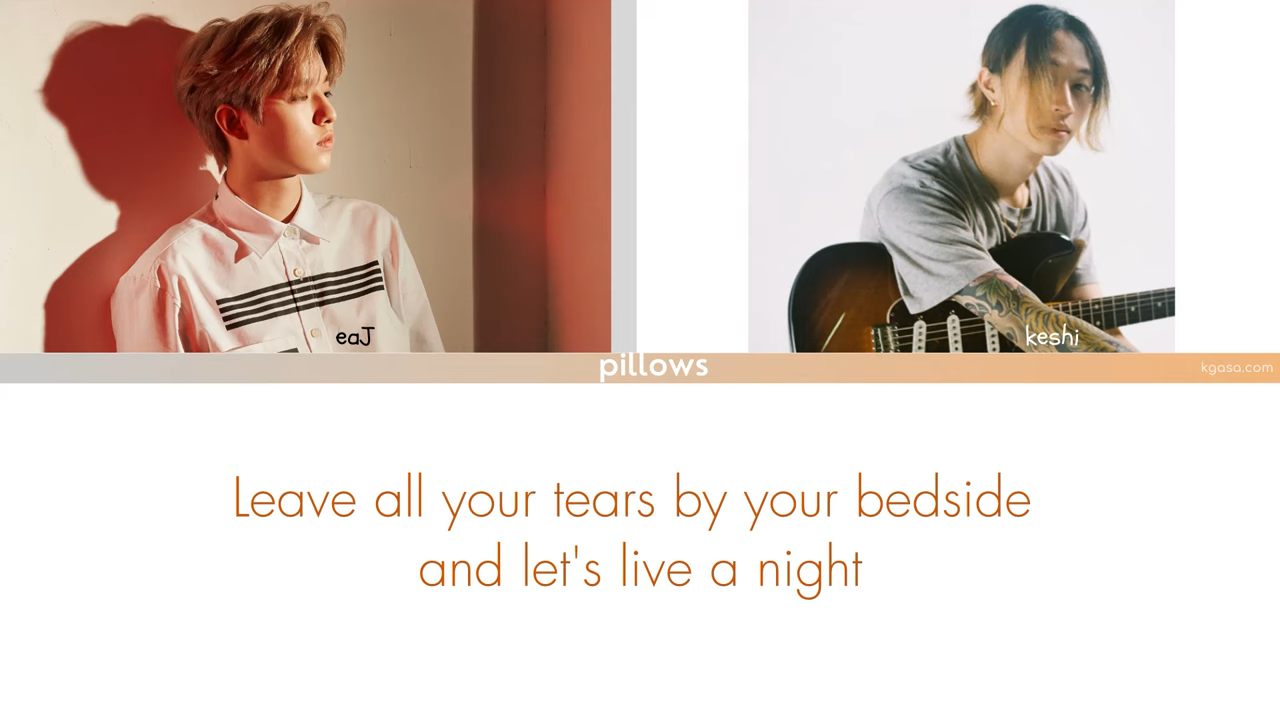 eaJ
keshi
pillows
kgasa.com
Leave all your tears by your bedside
and let's live a night